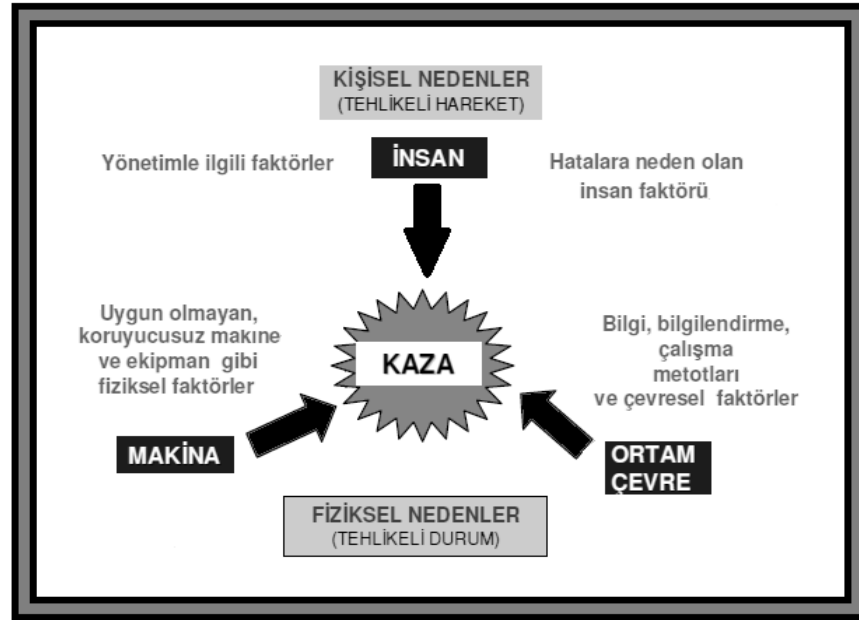 KİŞİSEL NEDENLER
(TEHLİKELİ HAREKET)
Yönetimle ilgili faktörler
İNSAN
Hatalara neden olan
insan faktörü
Uygun olmayan,
koruyucusuz makine
ve ekipman gibi
fiziksel faktörler
KAZA
Bilgi, bilgilendirme,
çalışma
metotları
ve çevresel faktörler
MAKİNA
ORTAM
ÇEVRE
FİZİKSEL NEDENLER
(TEHLİKELİ DURUM)